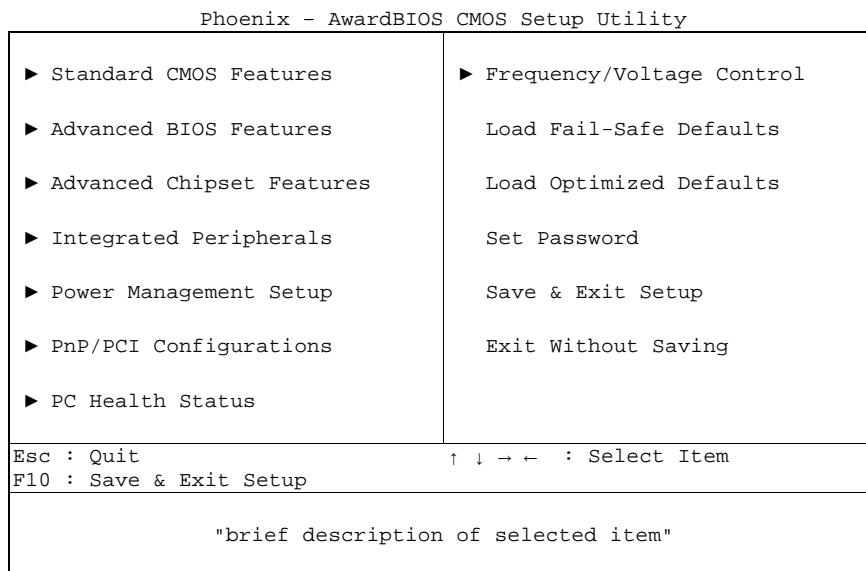 Phoenix – AwardBIOS CMOS Setup Utility
► Standard CMOS Features
► Advanced BIOS Features
► Advanced Chipset Features
► Integrated Peripherals
► Power Management Setup
► PnP/PCI Configurations
► PC Health Status
► Frequency/Voltage Control
Load Fail-Safe Defaults
Load Optimized Defaults
Set Password
Save & Exit Setup
Exit Without Saving
Esc : Quit
F10 : Save & Exit Setup
↑ ↓ → ← : Select Item
"brief description of selected item"